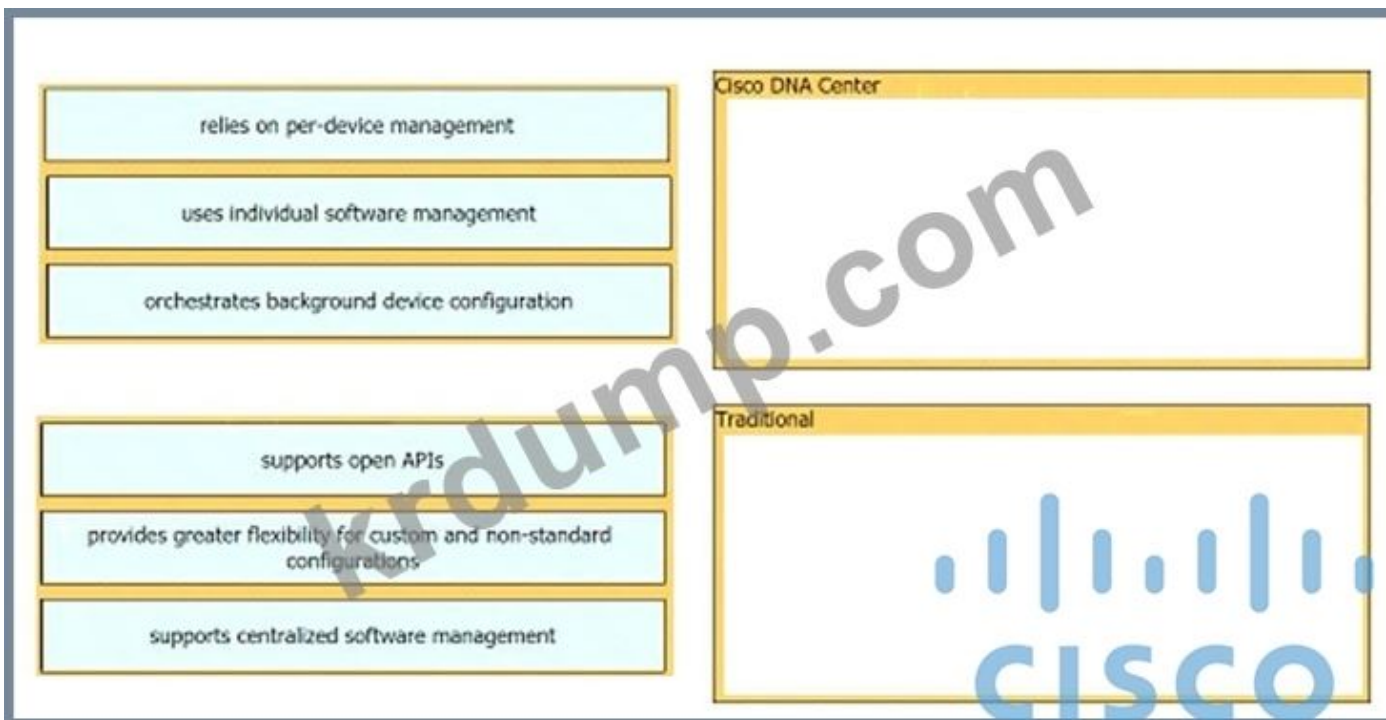 relies on per-device management
uses individual software management
orchestrates background device configuration
supports open APIs
provides greater flexibility for custom and non-standard
configurations
supports centralized software management
Cisco DNA Center
Traditional
krdump.com
CISCO